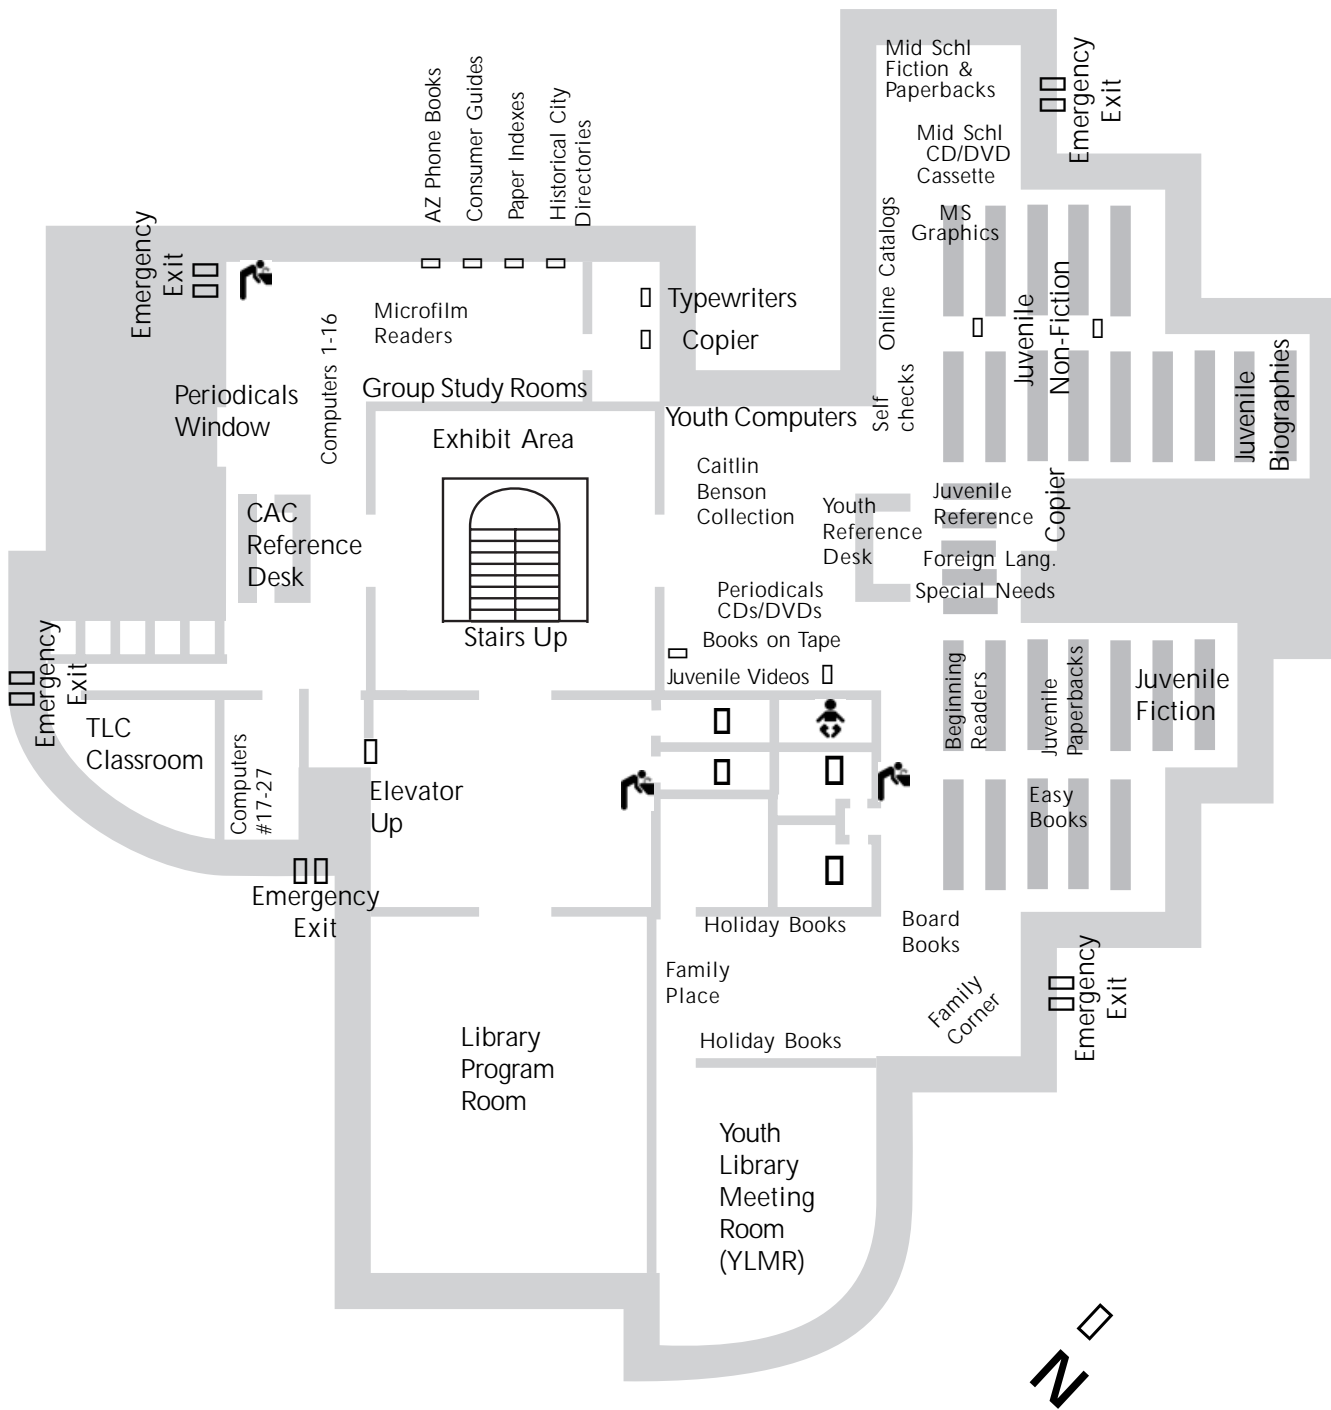 Mid Schl
Fiction &
Paperbacks
Emergency
Exit
Mid Schl
CD/DVD
Cassette
AZ Phone Books
Consumer Guides
Paper Indexes
Historical City
Directories
Online Catalogs
MS
Graphics
Emergency
Exit
Microfilm
Readers
Typewriters
Copier
Juvenile
Non-Fiction
Computers 1-16
Periodicals
Window
Group Study Rooms
Youth Computers
Self
checks
Juvenile
Biographies
Exhibit Area
Caitlin
Benson
Collection
Youth
Reference
Desk
Juvenile
Reference
Copier
CAC
Reference
Desk
Foreign Lang.
Special Needs
Periodicals
CDs/DVDs
Books on Tape
Juvenile Videos
Stairs Up
Emergency
Exit
Beginning
Readers
Juvenile
Paperbacks
Juvenile
Fiction
TLC
Classroom
Computers
#17-27
Elevator
Up
Easy
Books
Emergency
Exit
Holiday Books
Board
Books
Family
Place
Family
Corner
Emergency
Exit
Holiday Books
Library
Program
Room
Youth
Library
Meeting
Room
(YLMR)
N